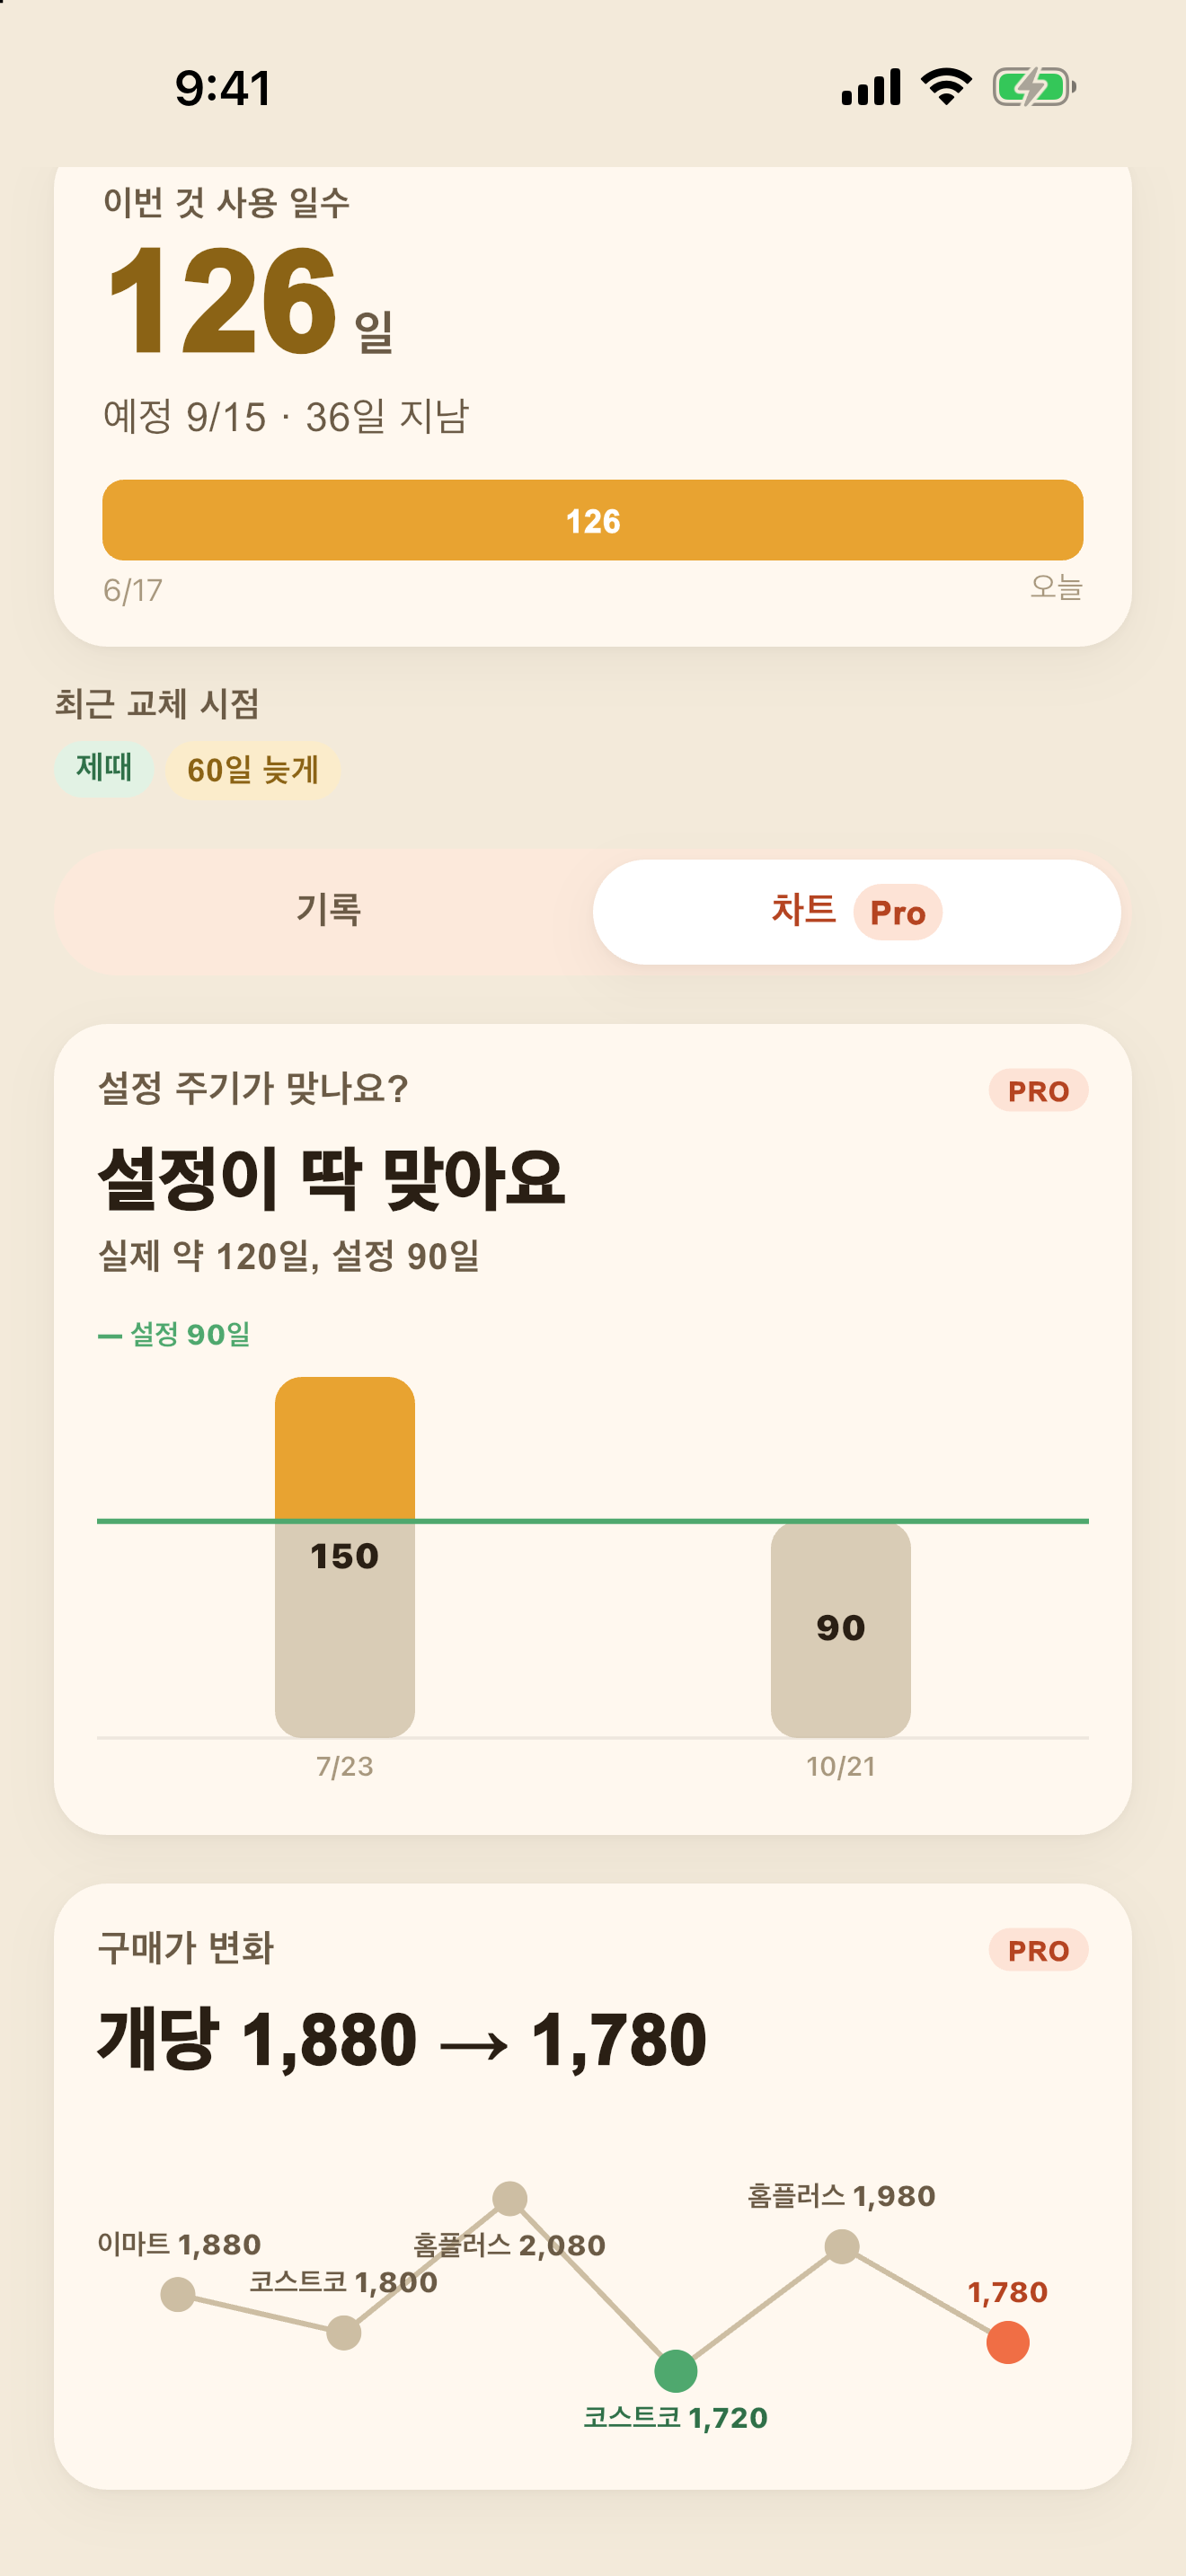 9:41
이번 것 사용 일수
126 일
예정 9/15 · 36일 지남
126
6/17 오늘
최근 교체 시점
제때 60일 늦게
기록 차트 Pro
설정 주기가 맞나요? PRO
설정이 딱 맞아요
실제 약 120일, 설정 90일
설정 90일
150
90
7/23 10/21
구매가 변화 PRO
개당 1,880 → 1,780
홈플러스 1,980
이마트 1,880
홈플러스 2,080
코스트코 1,800
1,780
코스트코 1,720